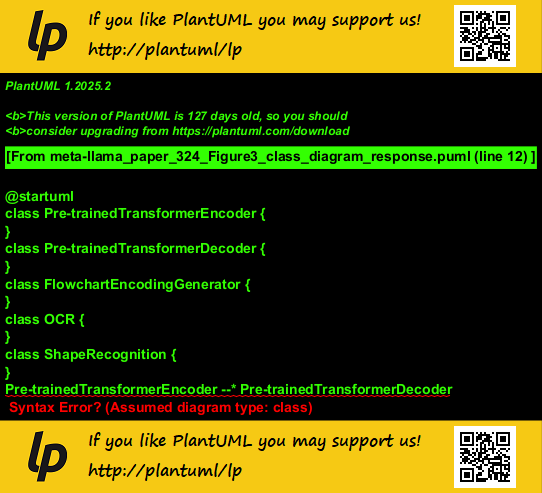 lp
If you like PlantUML you may support us!
http://plantuml/lp
PlantUML 1.2025.2
<b>This version of PlantUML is 127 days old, so you should
<b>consider upgrading from https://plantuml.com/download
[From meta-llama_paper_324_Figure3_class_diagram_response.puml (line 12) ]
@startuml
class Pre-trainedTransformerEncoder {
}
class Pre-trainedTransformerDecoder {
}
class FlowchartEncodingGenerator {
}
class OCR {
}
class ShapeRecognition {
}
Pre-trainedTransformerEncoder --* Pre-trainedTransformerDecoder
Syntax Error? (Assumed diagram type: class)
lp
If you like PlantUML you may support us!
http://plantuml/lp